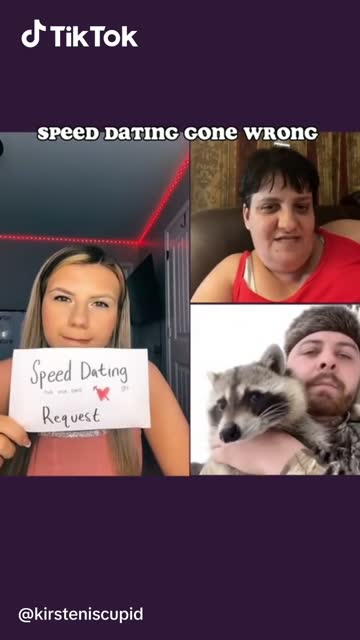 TikTok
SPEED DATING GONE WRONG
Speed Dating
Request
@kirsteniscupid